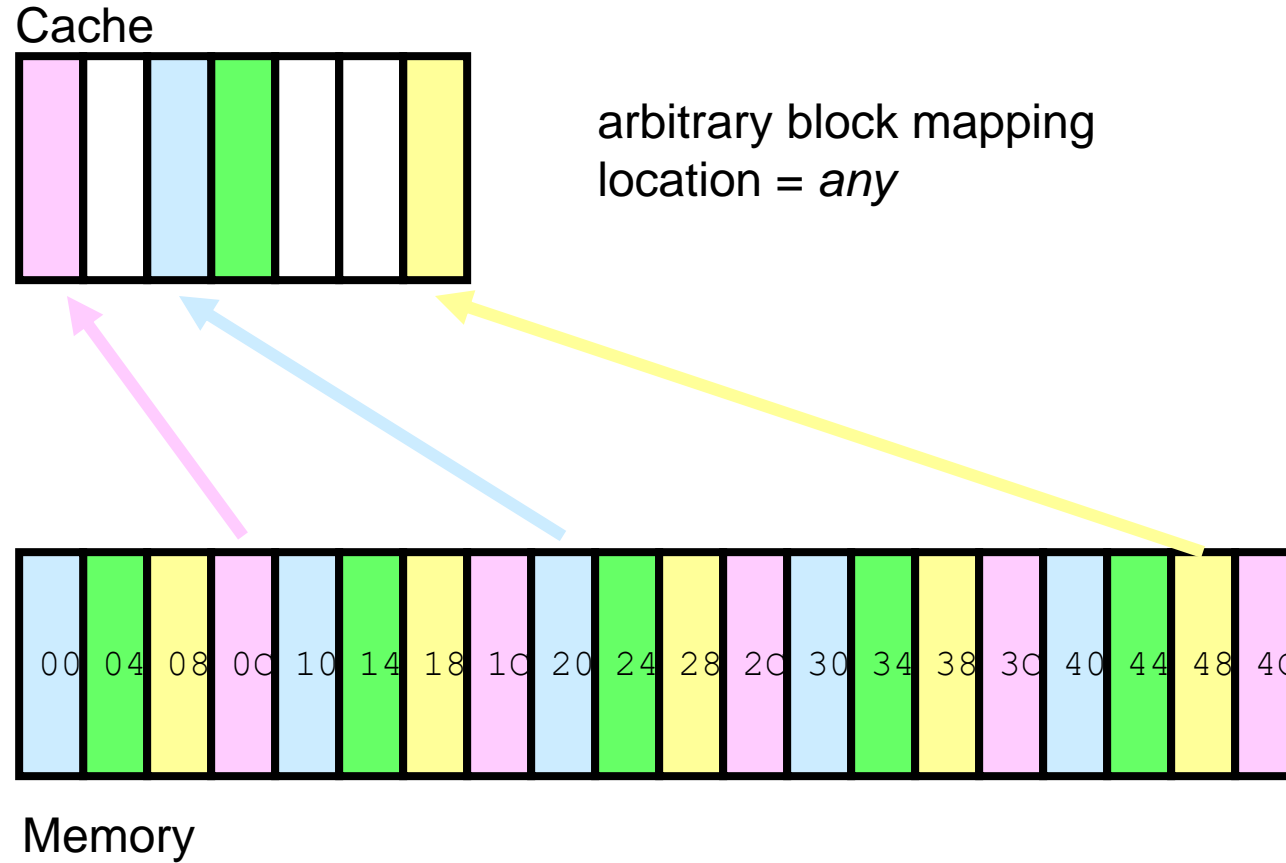 Cache
arbitrary block mapping
location = any
00 04 08 0C 10 14 18 1C 20 24 28 2C 30 34 38 3C 40 44 48 4C
Memory